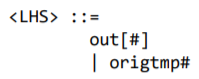 <LHS> ::=
out[#]
| origtmp#